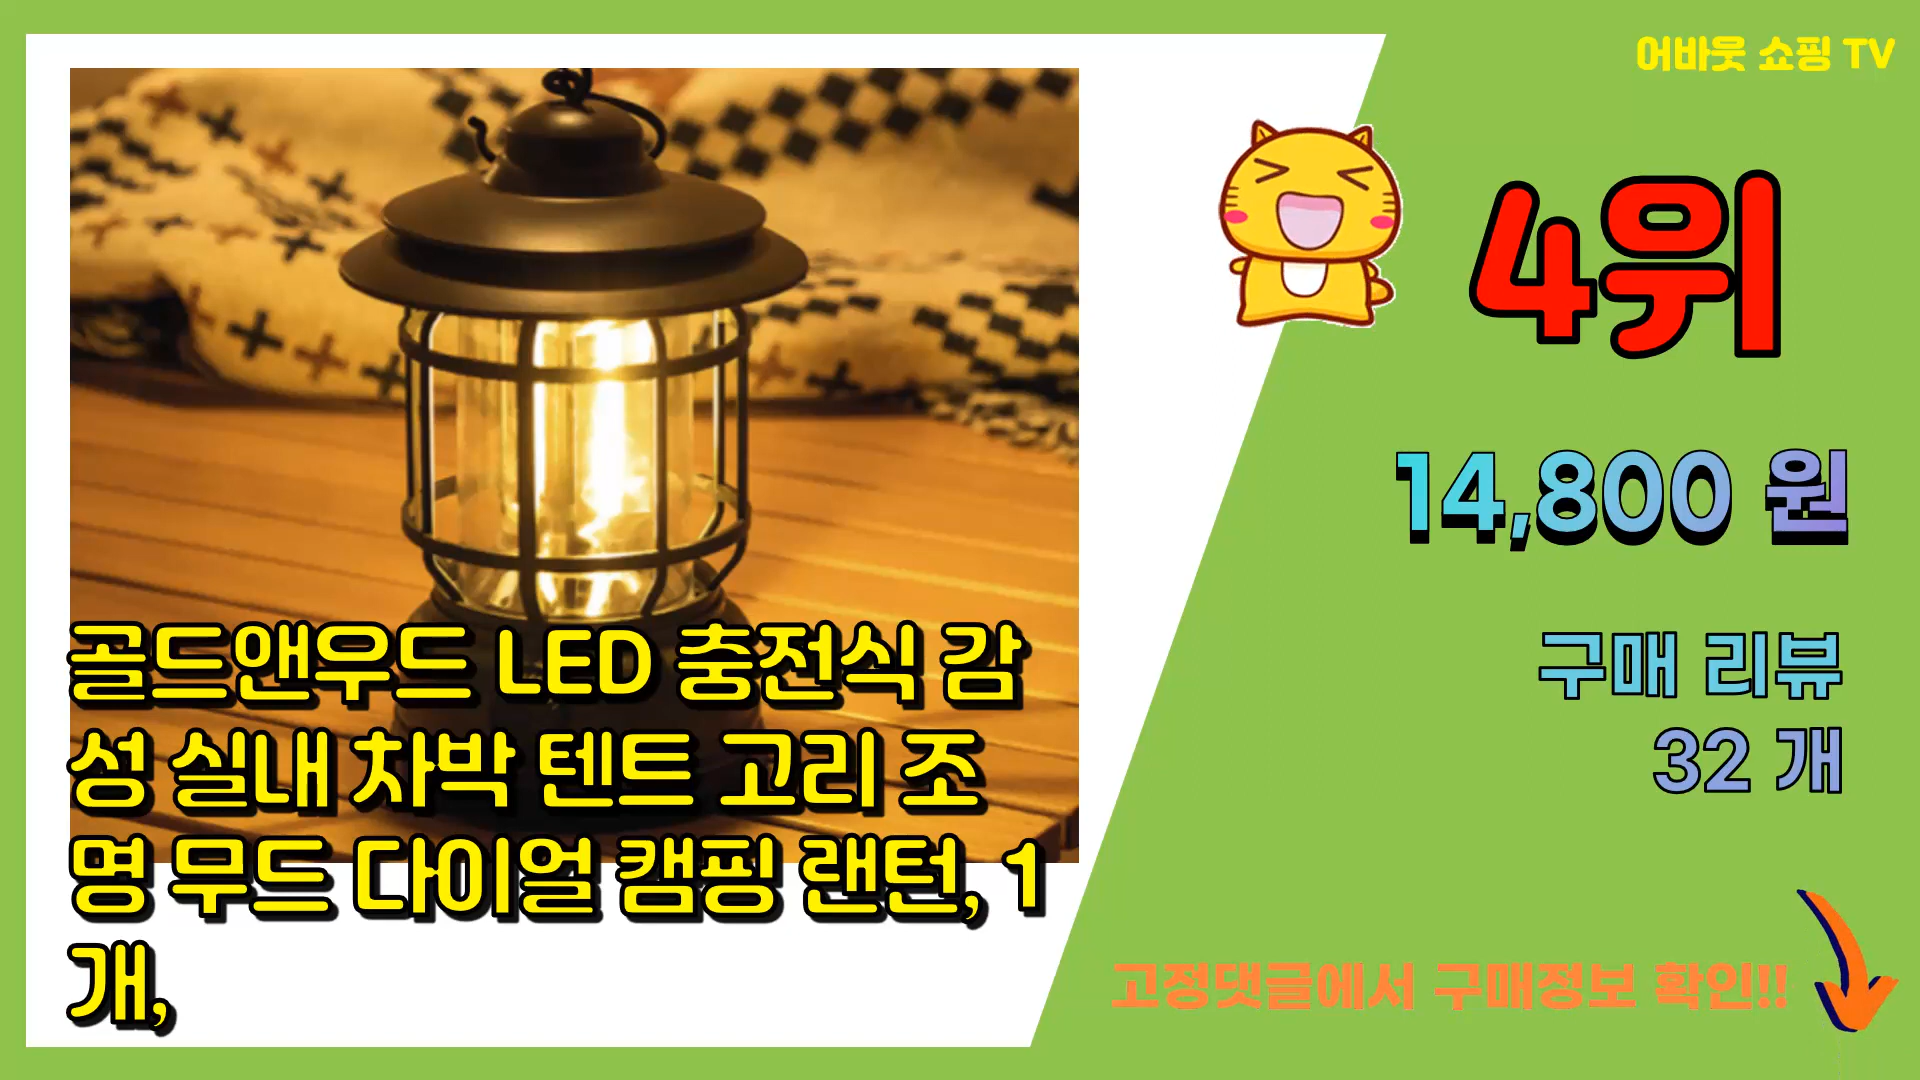 어바웃 쇼핑 TV
4위
14,800 원
구매 리뷰
32 개
골드앤우드 LED 충전식 감
성 실내 차박 텐트 고리 조
명 무드 다이얼 캠핑 랜턴, 1
개,
고정댓글에서 구매정보 확인!!